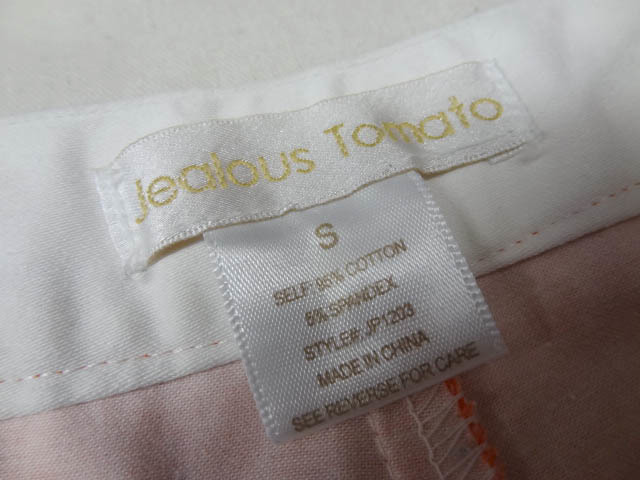 Jealous Tomato
S
SELF: 95% COTTON
5% SPANDEX
STYLE#: JP1203
MADE IN CHINA
SEE REVERSE FOR CARE